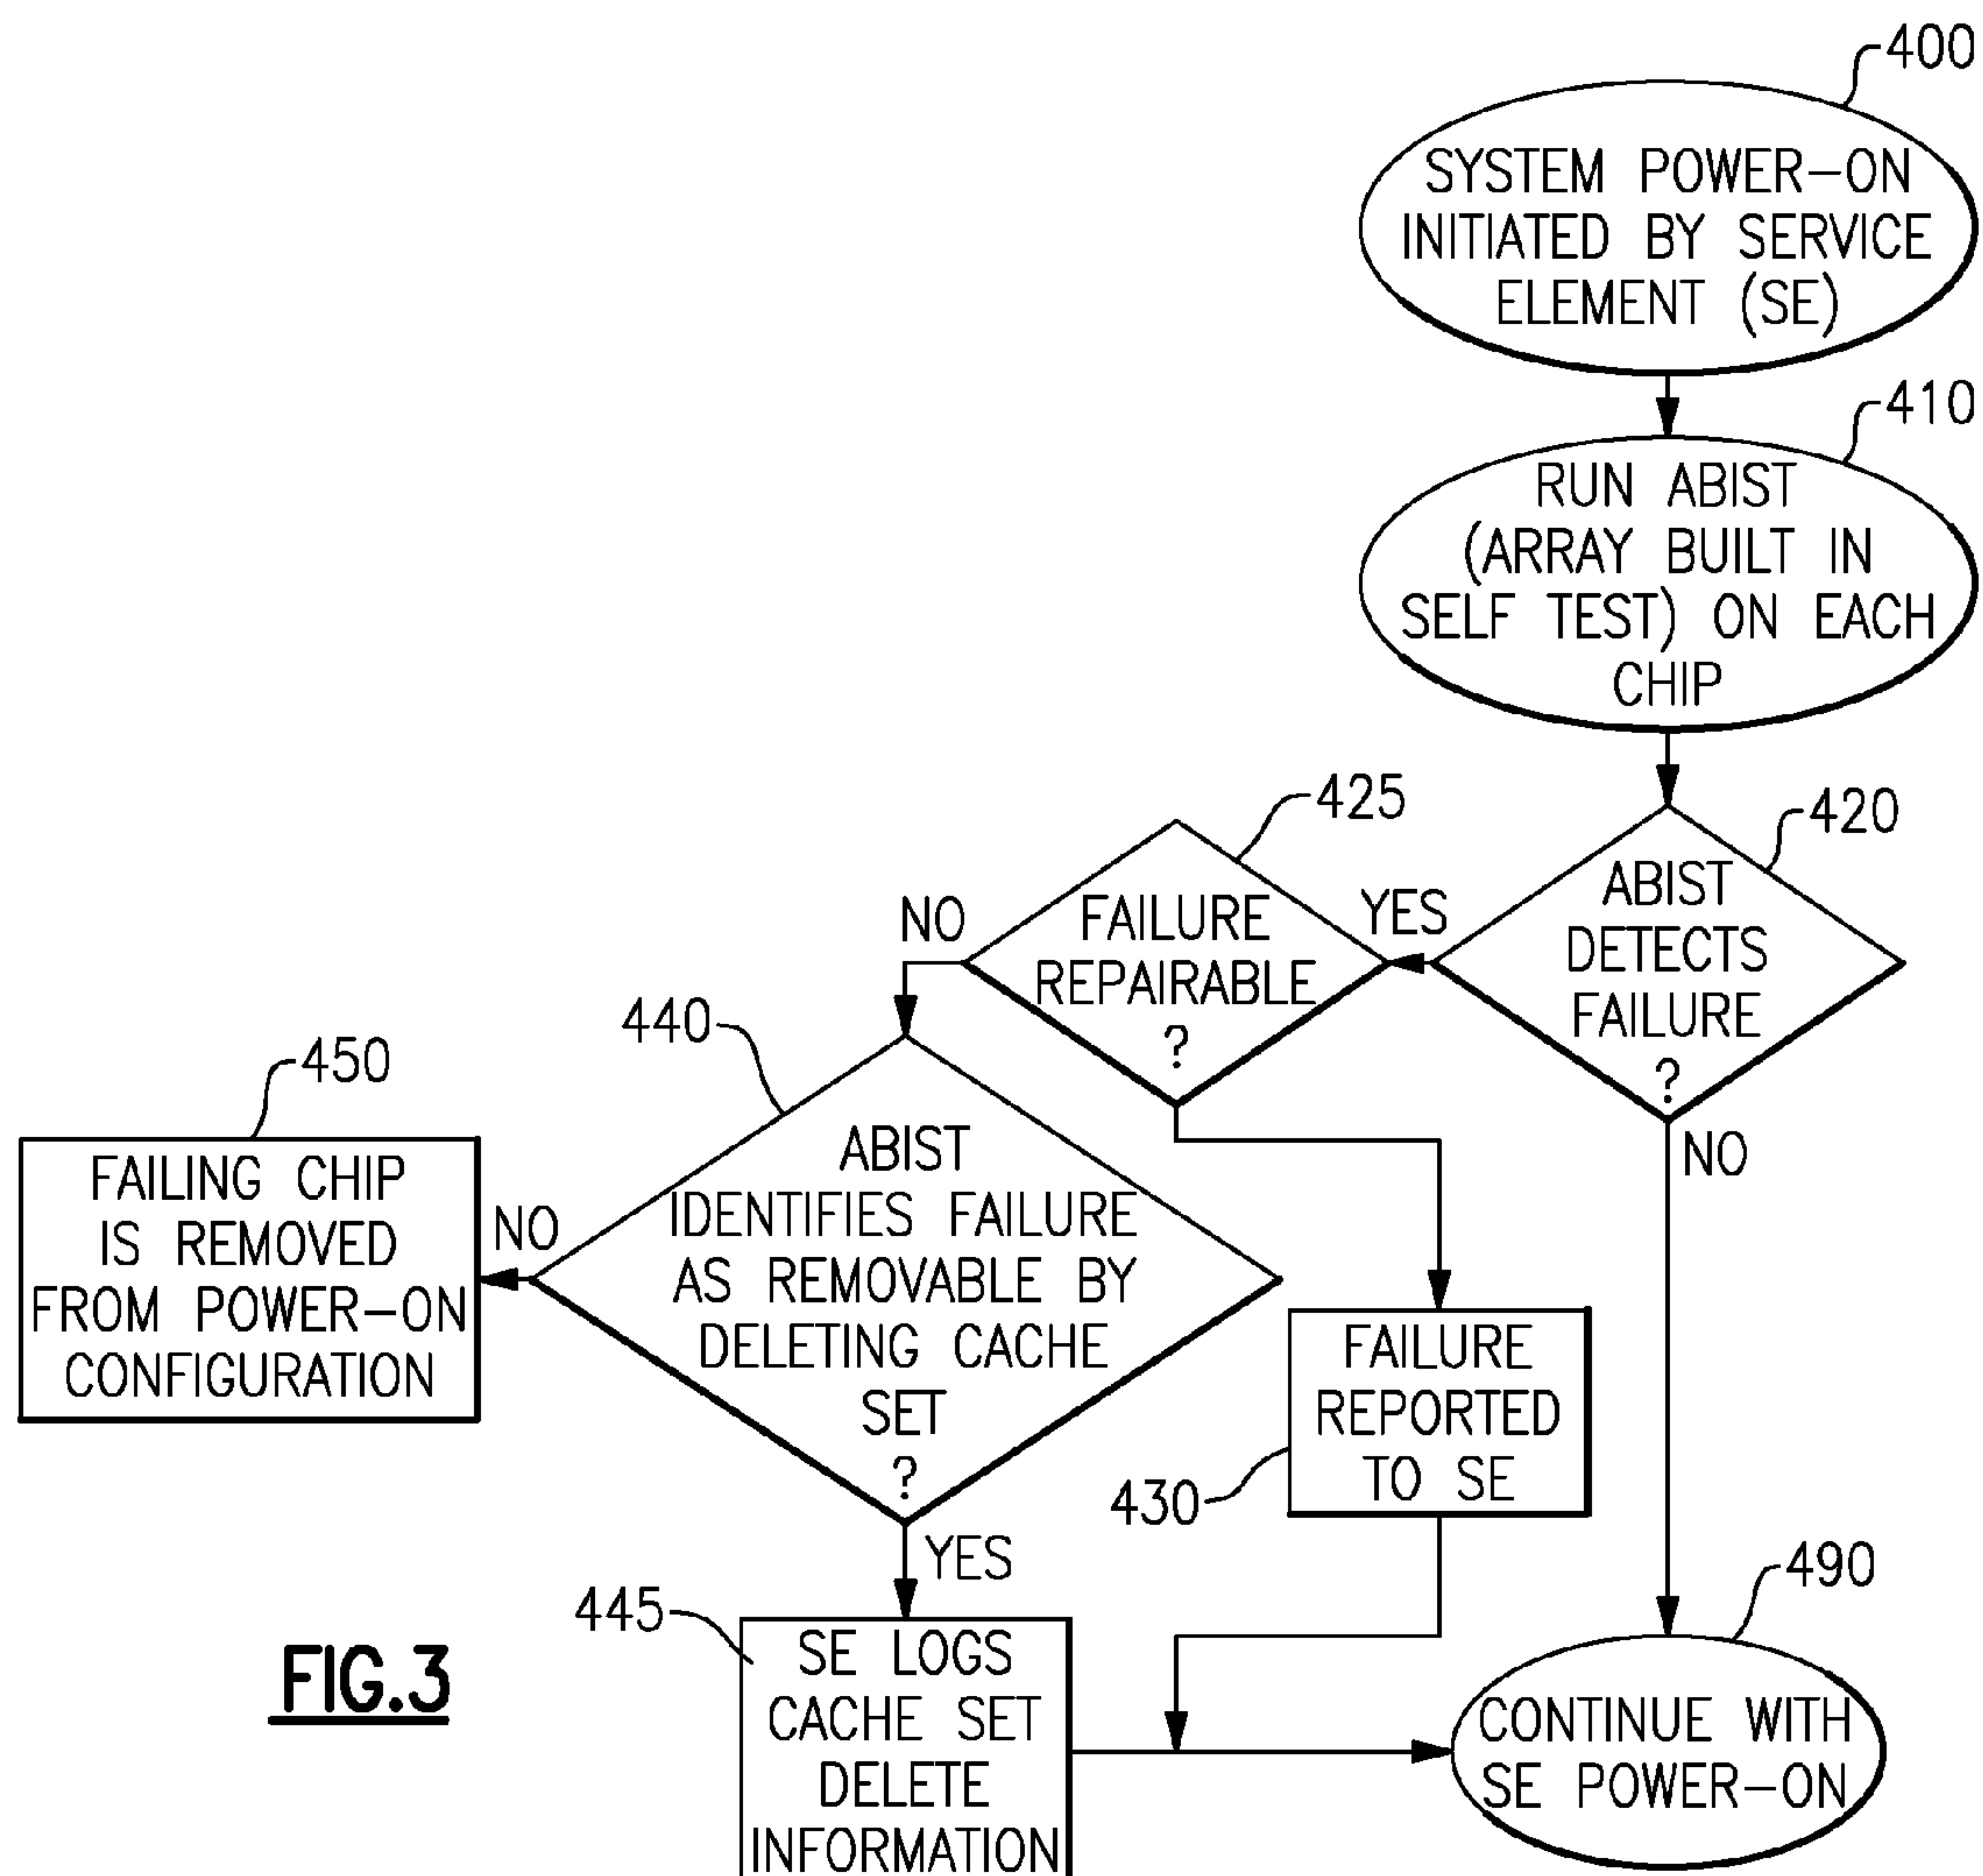 400
SYSTEM POWER-ON
INITIATED BY SERVICE
ELEMENT (SE)
410
RUN ABIST
(ARRAY BUILT IN
SELF TEST) ON EACH
CHIP
420
ABIST
DETECTS
FAILURE
?
YES
NO
425
FAILURE
REPAIRABLE
?
NO
440
ABIST
IDENTIFIES FAILURE
AS REMOVABLE BY
DELETING CACHE
SET
?
NO
YES
450
FAILING CHIP
IS REMOVED
FROM POWER-ON
CONFIGURATION
430
FAILURE
REPORTED
TO SE
445
SE LOGS
CACHE SET
DELETE
INFORMATION
490
CONTINUE WITH
SE POWER-ON
FIG.3